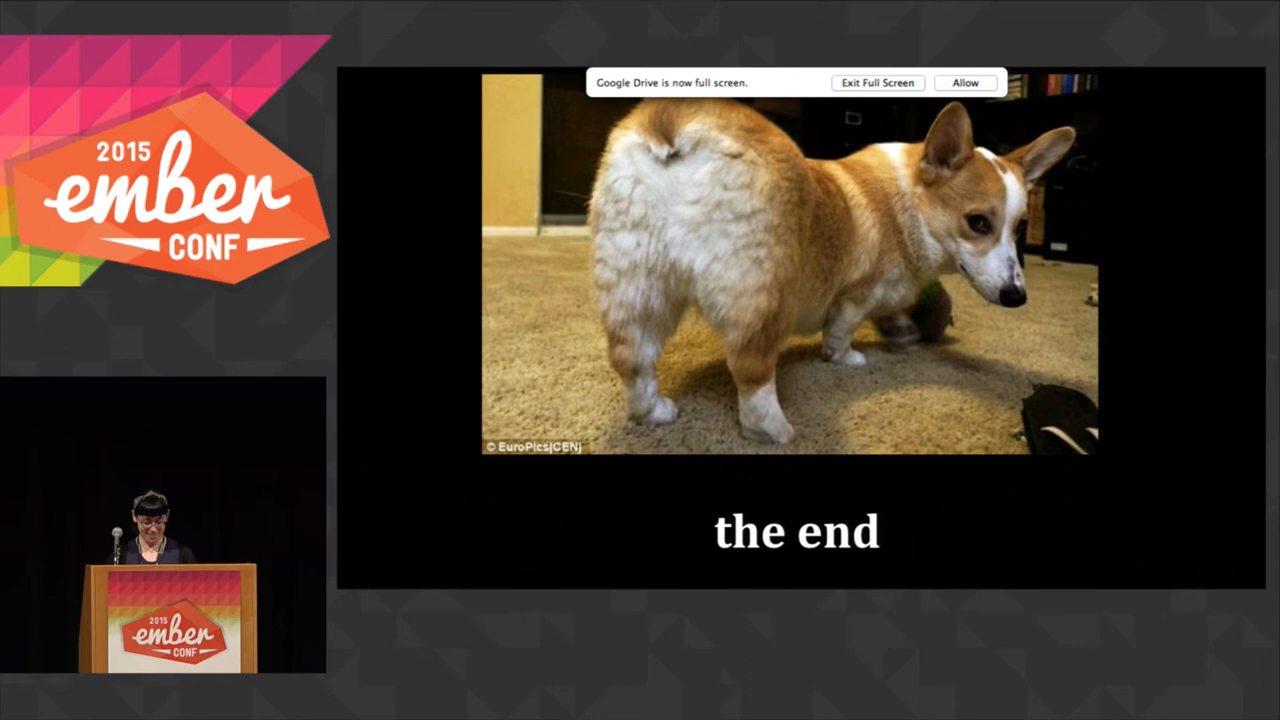 2015
ember
CONF
Google Drive is now full screen.
Exit Full Screen
Allow
© EuroPics[CEN]
the end
2015
ember
CONF